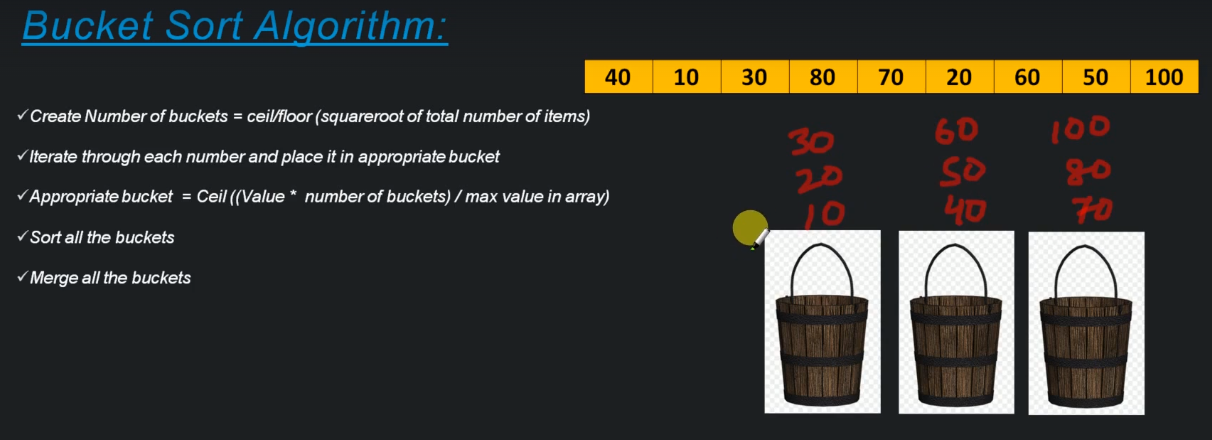 Bucket Sort Algorithm:
40 10 30 80 70 20 60 50 100
✓Create Number of buckets = ceil/floor (squareroot of total number of items)
✓Iterate through each number and place it in appropriate bucket
✓Appropriate bucket = Ceil ((Value * number of buckets) / max value in array)
✓Sort all the buckets
✓Merge all the buckets
30 60 100
20 50 80
10 40 70